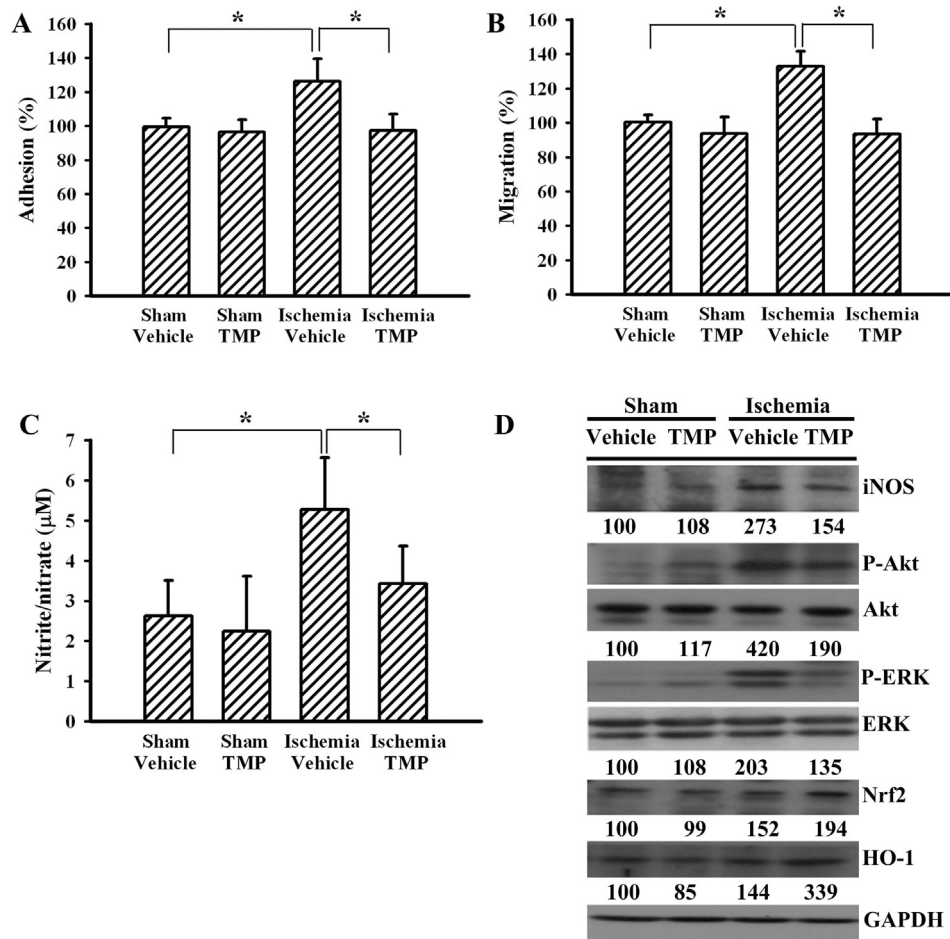 A
Adhesion (%)
160
140
120
100
80
60
40
20
0
* *
Sham Sham Ischemia Ischemia
Vehicle TMP Vehicle TMP
B
Migration (%)
160
140
120
100
80
60
40
20
0
* *
Sham Sham Ischemia Ischemia
Vehicle TMP Vehicle TMP
C
Nitrite/nitrate (μM)
7
6
5
4
3
2
1
0
* *
Sham Sham Ischemia Ischemia
Vehicle TMP Vehicle TMP
D
Sham Ischemia
Vehicle TMP Vehicle TMP
iNOS
100 108 273 154
P-Akt
Akt
100 117 420 190
P-ERK
ERK
100 108 203 135
Nrf2
100 99 152 194
HO-1
100 85 144 339
GAPDH